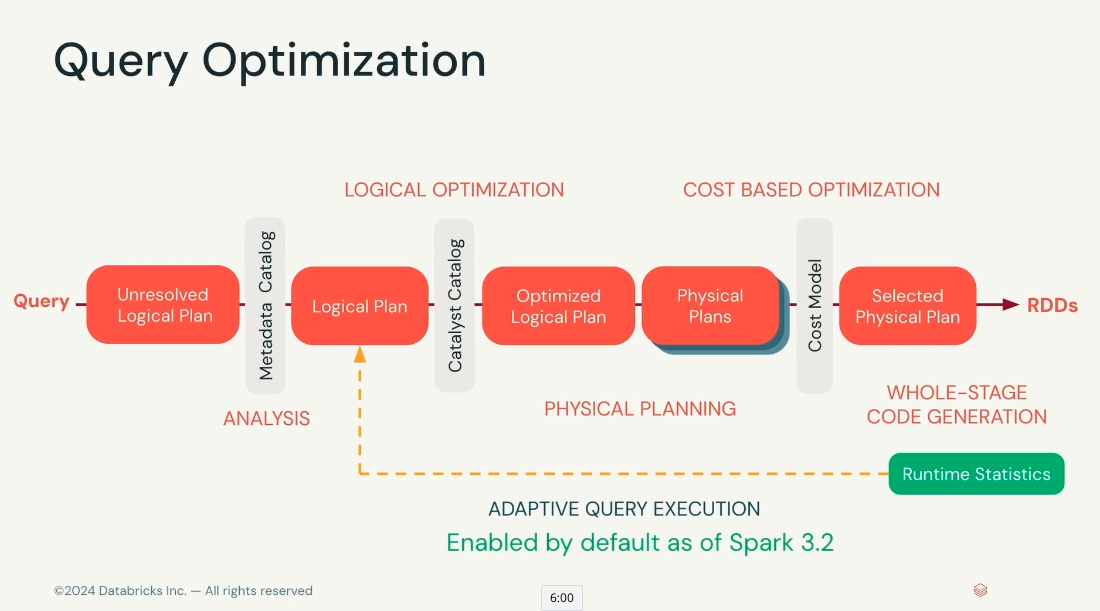 Query Optimization
LOGICAL OPTIMIZATION
COST BASED OPTIMIZATION
Query
Unresolved
Logical Plan
Metadata Catalog
Logical Plan
Catalyst Catalog
Optimized
Logical Plan
Physical
Plans
Cost Model
Selected
Physical Plan
RDDs
ANALYSIS
PHYSICAL PLANNING
WHOLE-STAGE
CODE GENERATION
Runtime Statistics
ADAPTIVE QUERY EXECUTION
Enabled by default as of Spark 3.2
©2024 Databricks Inc. — All rights reserved
6:00